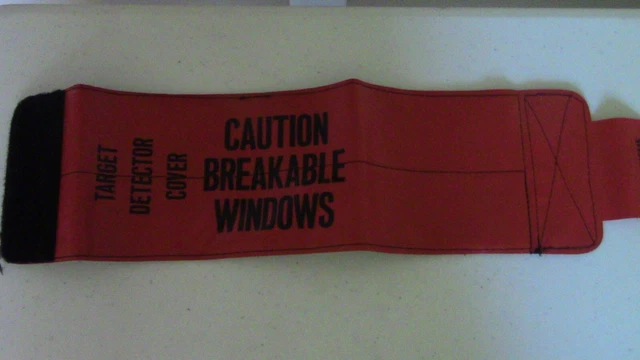 TARGET
DETECTOR
COVER
CAUTION
BREAKABLE
WINDOWS